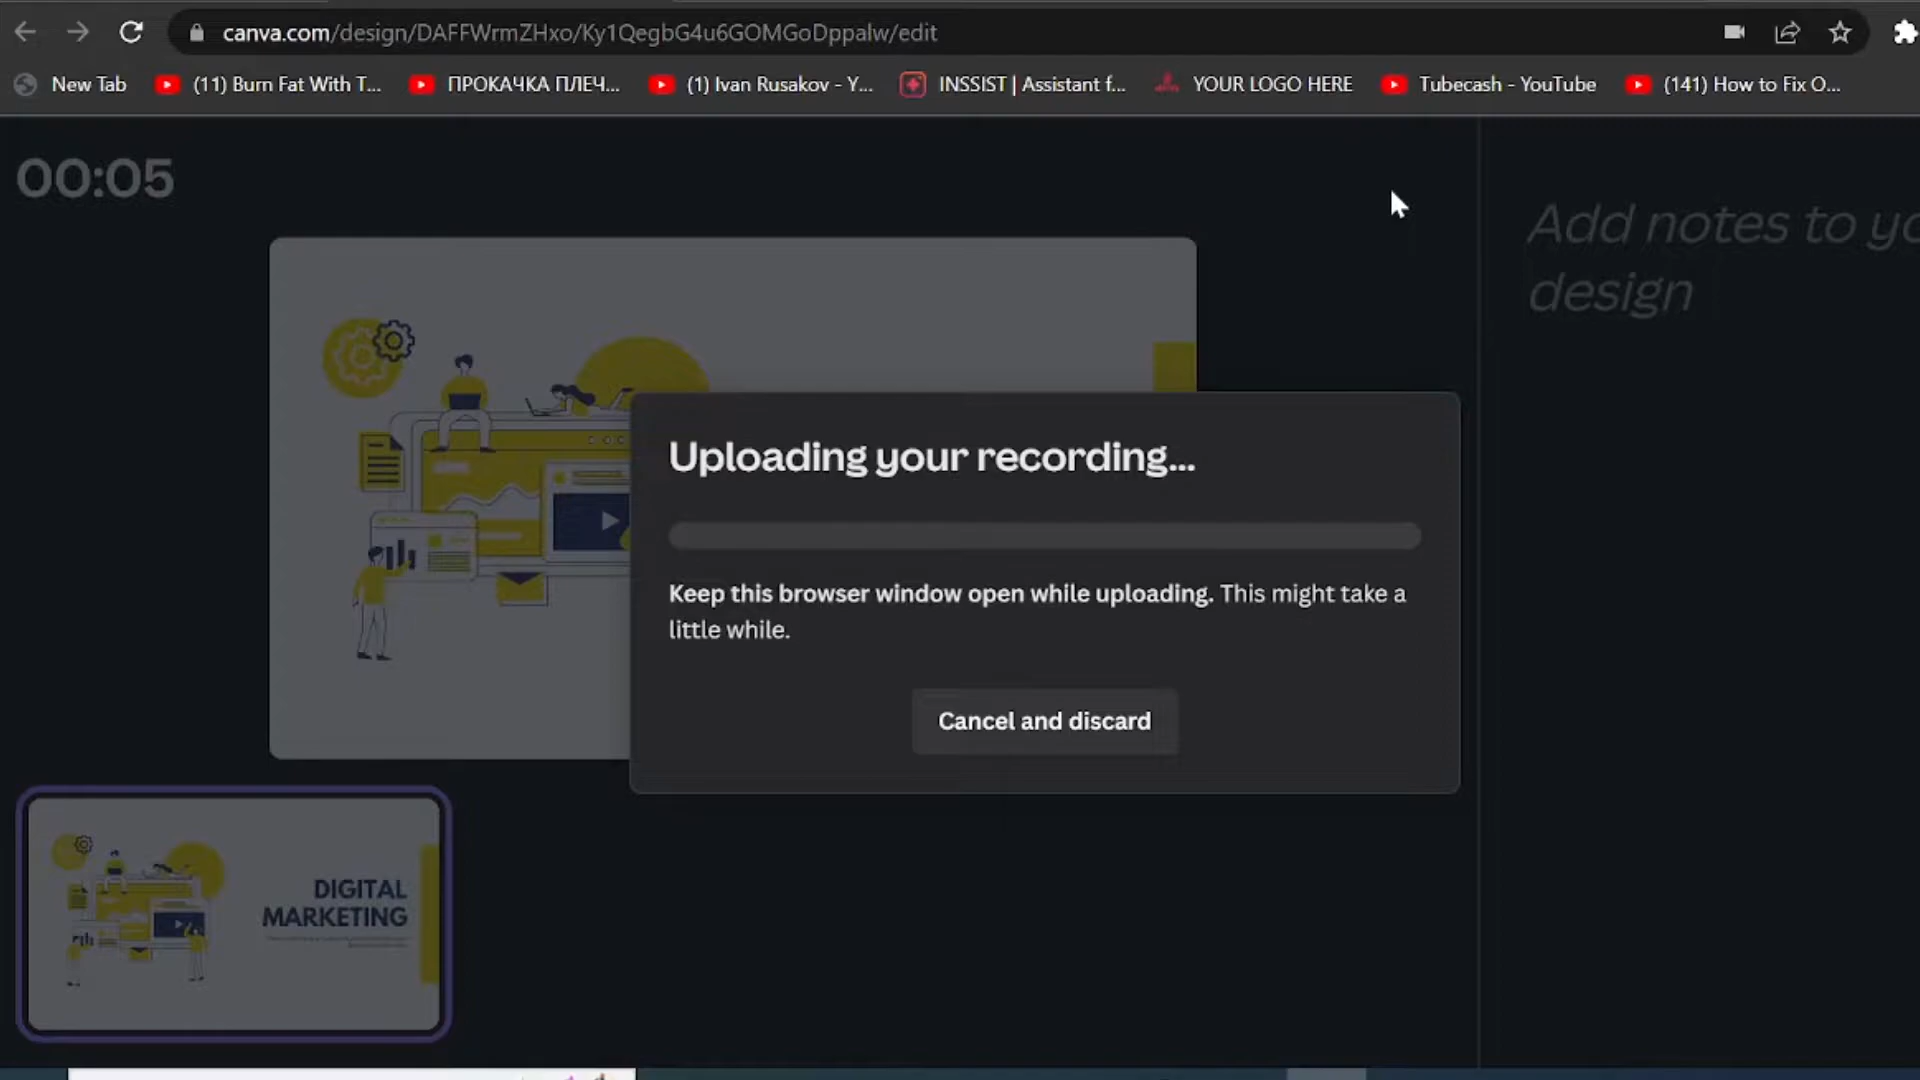 canva.com/design/DAFFWrmZHxo/Ky1QegbG4u6GOMGoDppalw/edit
New Tab
(11) Burn Fat With T...
ПРОКАЧКА ПЛЕЧ...
(1) Ivan Rusakov - Y...
INSSIST | Assistant f...
YOUR LOGO HERE
Tubecash - YouTube
(141) How to Fix O...
00:05
Add notes to yo
design
Uploading your recording...
Keep this browser window open while uploading. This might take a
little while.
Cancel and discard
DIGITAL
MARKETING